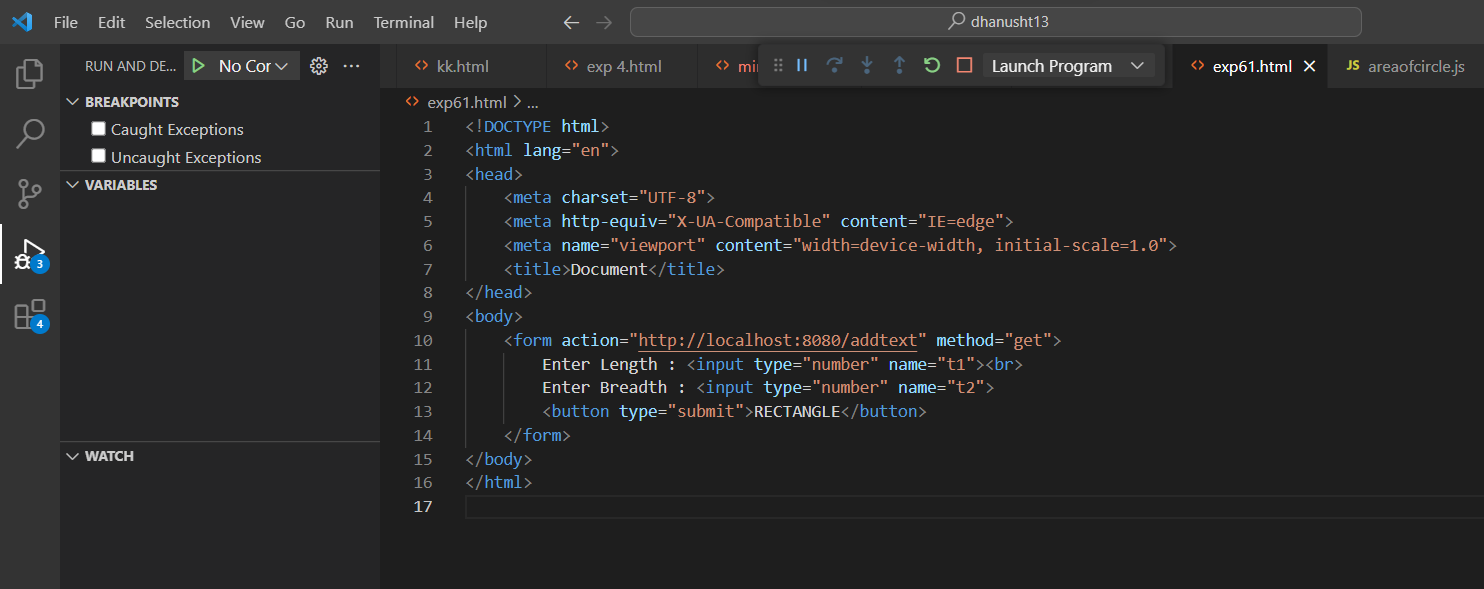 File Edit Selection View Go Run Terminal Help dhanusht13
RUN AND DE... No Cor
kk.html exp 4.html mi Launch Program exp61.html JS areaofcircle.js
BREAKPOINTS
Caught Exceptions
Uncaught Exceptions
VARIABLES
WATCH
3
4
exp61.html > ...
1 <!DOCTYPE html>
2 <html lang="en">
3 <head>
4 <meta charset="UTF-8">
5 <meta http-equiv="X-UA-Compatible" content="IE=edge">
6 <meta name="viewport" content="width=device-width, initial-scale=1.0">
7 <title>Document</title>
8 </head>
9 <body>
10 <form action="http://localhost:8080/addtext" method="get">
11 Enter Length : <input type="number" name="t1"><br>
12 Enter Breadth : <input type="number" name="t2">
13 <button type="submit">RECTANGLE</button>
14 </form>
15 </body>
16 </html>
17